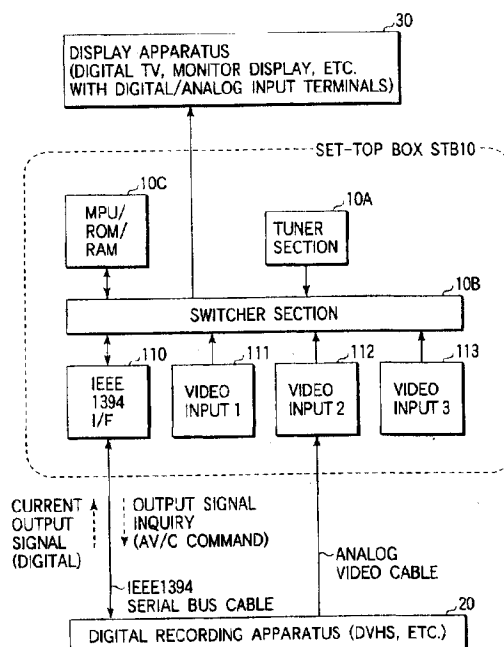 30
DISPLAY APPARATUS
(DIGITAL TV, MONITOR DISPLAY, ETC.
WITH DIGITAL/ANALOG INPUT TERMINALS)
SET-TOP BOX STB10
10C
MPU/
ROM/
RAM
10A
TUNER
SECTION
10B
SWITCHER SECTION
110
IEEE
1394
I/F
111
VIDEO
INPUT 1
112
VIDEO
INPUT 2
113
VIDEO
INPUT 3
CURRENT
OUTPUT
SIGNAL
(DIGITAL)
OUTPUT SIGNAL
INQUIRY
(AV/C COMMAND)
ANALOG
VIDEO CABLE
IEEE1394
SERIAL BUS CABLE
20
DIGITAL RECORDING APPARATUS (DVHS, ETC.)